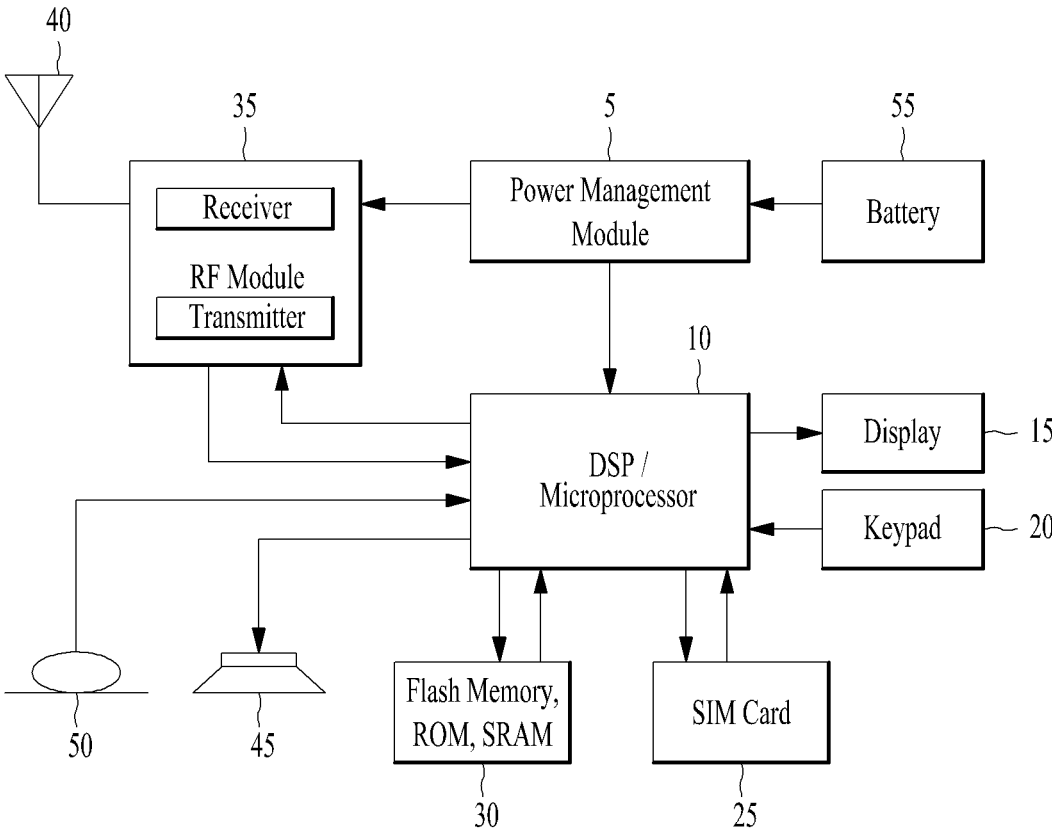 40
35
5
55
Receiver
RF Module
Transmitter
Power Management
Module
Battery
10
DSP /
Microprocessor
Display
15
Keypad
20
50
45
Flash Memory,
ROM, SRAM
30
SIM Card
25